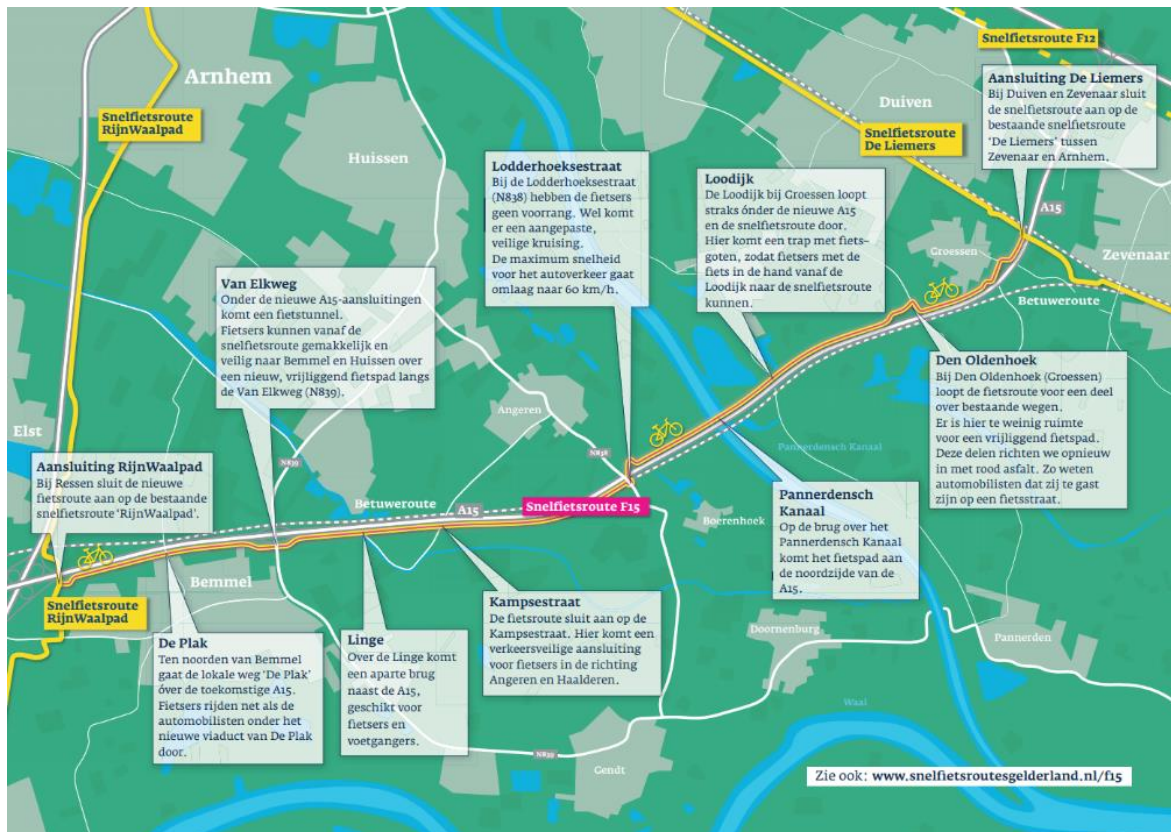 Snelfietsroute F12
Arnhem
Aansluiting De Liemers
Bij Duiven en Zevenaar sluit
de snelfietsroute aan op de
bestaande snelfietsroute
‘De Liemers’ tussen
Zevenaar en Arnhem.
Duiven
Snelfietsroute
RijnWaalpad
Snelfietsroute
De Liemers
Huissen
Lodderhoeksestraat
Bij de Lodderhoeksestraat
(N838) hebben de fietsers
geen voorrang. Wel komt
er een aangepaste,
veilige kruising.
De maximum snelheid
voor het autoverkeer gaat
omlaag naar 60 km/h.
Loodijk
De Loodijk bij Groessen loopt
straks ónder de nieuwe A15
en de snelfietsroute door.
Hier komt een trap met fiets-
goten, zodat fietsers met de
fiets in de hand vanaf de
Loodijk naar de snelfietsroute
kunnen.
A15
Groessen
Zevenaar
Betuweroute
Van Elkweg
Onder de nieuwe A15-aansluitingen
komt een fietstunnel.
Fietsers kunnen vanaf de
snelfietsroute gemakkelijk en
veilig naar Bemmel en Huissen over
een nieuw, vrijliggend fietspad langs
de Van Elkweg (N839).
Den Oldenhoek
Bij Den Oldenhoek (Groessen)
loopt de fietsroute voor een deel
over bestaande wegen.
Er is hier te weinig ruimte
voor een vrijliggend fietspad.
Deze delen richten we opnieuw
in met rood asfalt. Zo weten
automobilisten dat zij te gast
zijn op een fietsstraat.
Angeren
Elst
Pannerdensch Kanaal
N838
N839
Aansluiting RijnWaalpad
Bij Ressen sluit de nieuwe
fietsroute aan op de bestaande
snelfietsroute ‘RijnWaalpad’.
Betuweroute
A15
Snelfietsroute F15
Boerenhoek
Pannerdensch
Kanaal
Op de brug over het
Pannerdensch Kanaal
komt het fietspad aan
de noordzijde van de
A15.
Bemmel
Snelfietsroute
RijnWaalpad
Kampsestraat
De fietsroute sluit aan op de
Kampsestraat. Hier komt een
verkeersveilige aansluiting
voor fietsers in de richting
Angeren en Haalderen.
De Plak
Ten noorden van Bemmel
gaat de lokale weg ‘De Plak’
óver de toekomstige A15.
Fietsers rijden net als de
automobilisten onder het
nieuwe viaduct van De Plak
door.
Linge
Over de Linge komt
een aparte brug
naast de A15,
geschikt voor
fietsers en
voetgangers.
Doornenburg
Pannerden
Waal
N839
Gendt
Zie ook: www.snelfietsroutesgelderland.nl/f15